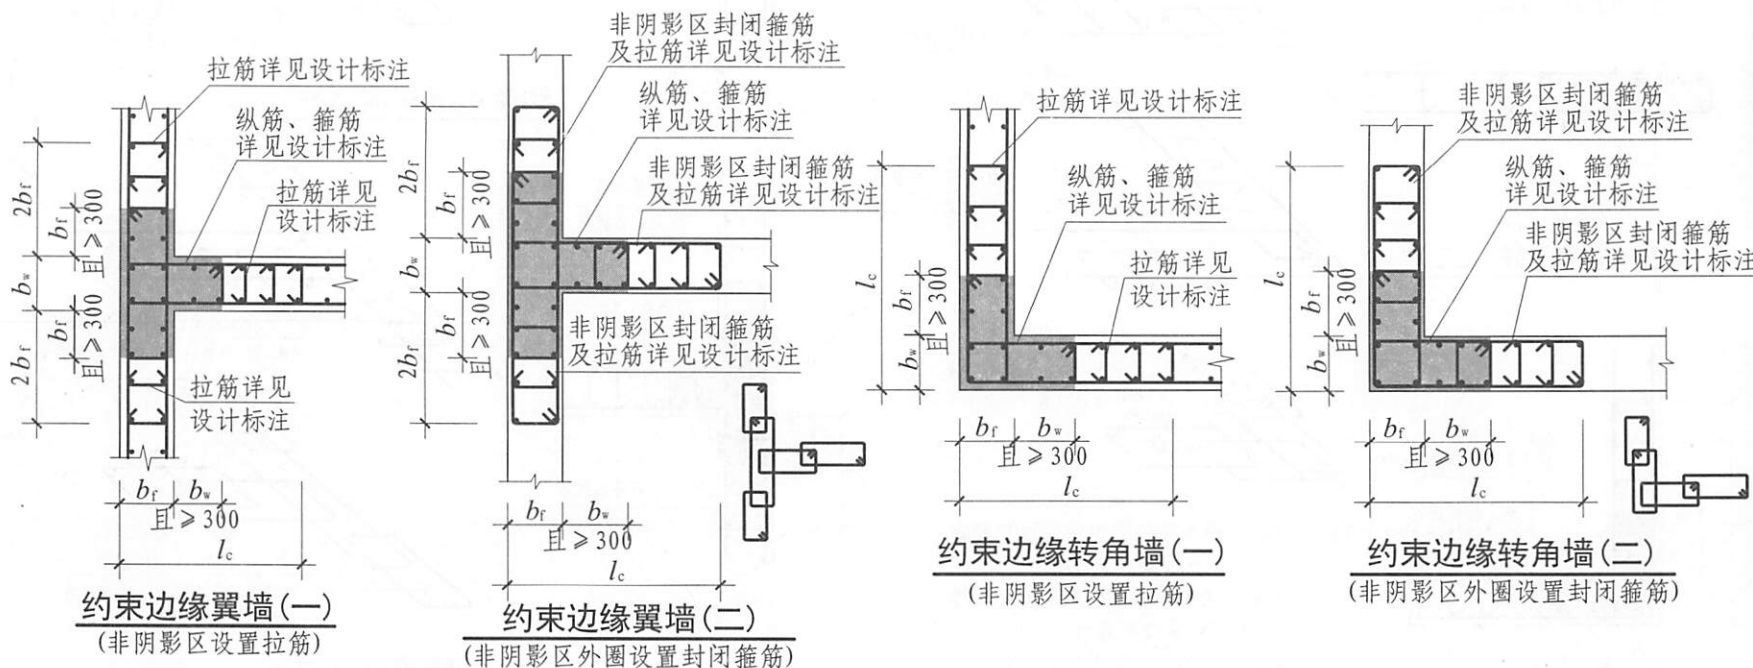 拉筋详见设计标注
纵筋、箍筋
详见设计标注
拉筋详见
设计标注
拉筋详见
设计标注
2bf
bf
且≥300
bw
bf
且≥300
2bf
bf
bw
且≥300
lc
约束边缘翼墙(一)
(非阴影区设置拉筋)
非阴影区封闭箍筋
及拉筋详见设计标注
纵筋、箍筋
详见设计标注
非阴影区封闭箍筋
及拉筋详见设计标注
非阴影区封闭箍筋
及拉筋详见设计标注
2bf
bf
且≥300
bw
bf
且≥300
2bf
bf
bw
且≥300
lc
约束边缘翼墙(二)
(非阴影区外圈设置封闭箍筋)
拉筋详见设计标注
纵筋、箍筋
详见设计标注
拉筋详见
设计标注
lc
bf
且≥300
bw
bf
bw
且≥300
lc
约束边缘转角墙(一)
(非阴影区设置拉筋)
非阴影区封闭箍筋
及拉筋详见设计标注
纵筋、箍筋
详见设计标注
非阴影区封闭箍筋
及拉筋详见设计标注
lc
bf
且≥300
bw
bf
bw
且≥300
lc
约束边缘转角墙(二)
(非阴影区外圈设置封闭箍筋)